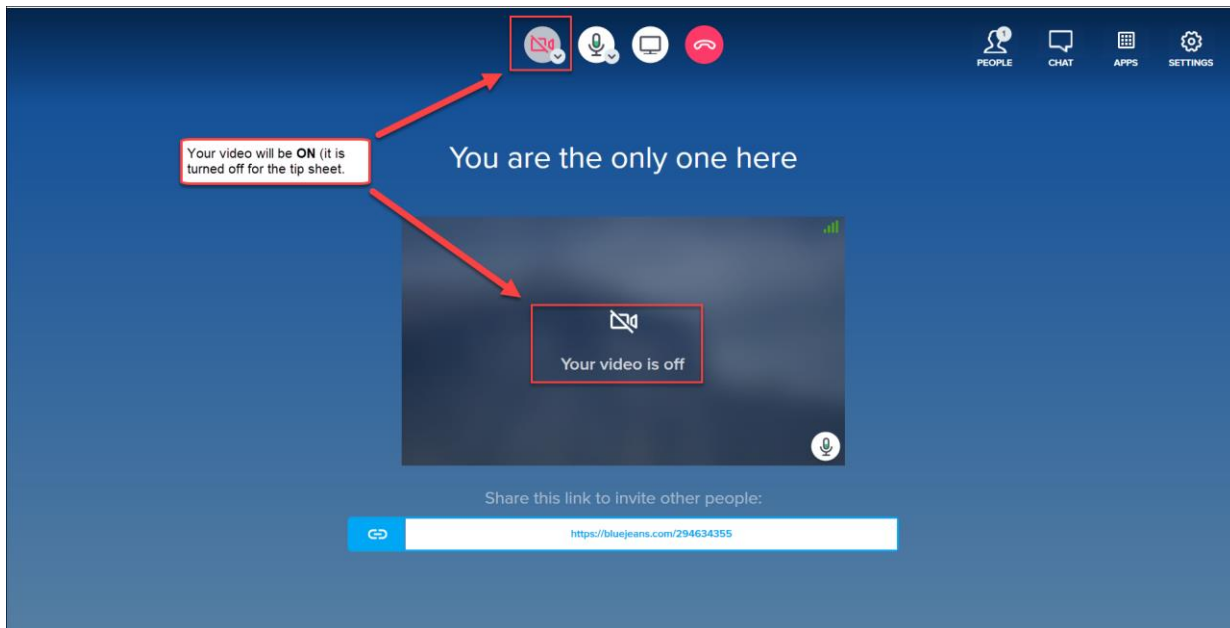 1
PEOPLE
CHAT
APPS
SETTINGS
Your video will be ON (it is
turned off for the tip sheet.
You are the only one here
Your video is off
Share this link to invite other people:
https://bluejeans.com/294634355